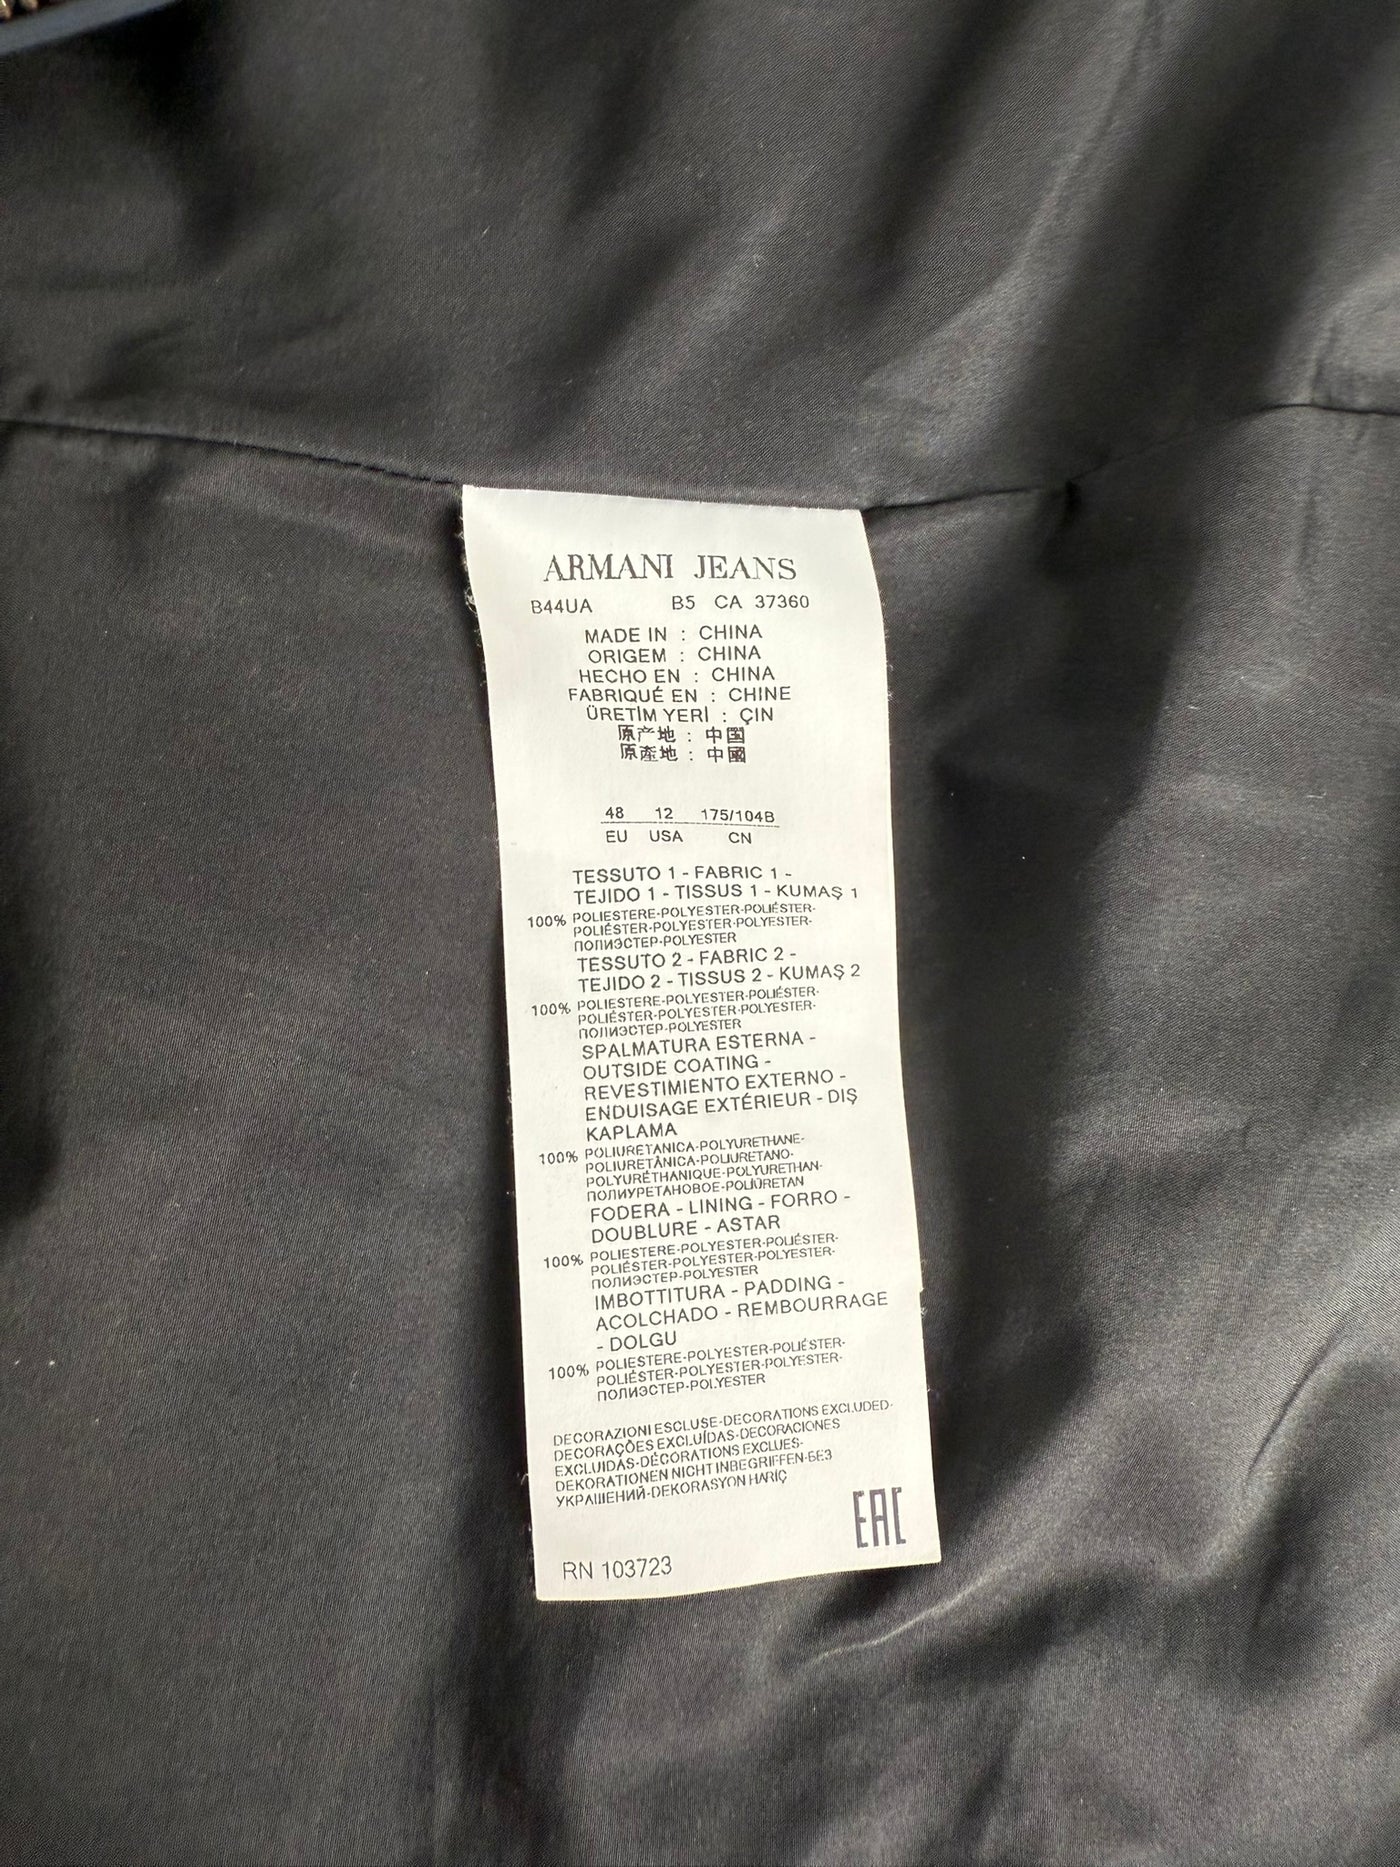 ARMANI JEANS
B44UA B5 CA 37360
MADE IN : CHINA
ORIGEM : CHINA
HECHO EN : CHINA
FABRIQUÉ EN : CHINE
ÜRETİM YERİ : ÇIN
原产地 : 中国
原產地 : 中國
48 12 175/104B
EU USA CN
TESSUTO 1 - FABRIC 1 -
TEJIDO 1 - TISSUS 1 - KUMAŞ 1
100% POLIESTERE-POLYESTER-POLIÉSTER-
POLIÉSTER-POLYESTER-POLYESTER-
ПОЛИЭСТЕР-POLYESTER
TESSUTO 2 - FABRIC 2 -
TEJIDO 2 - TISSUS 2 - KUMAŞ 2
100% POLIESTERE-POLYESTER-POLIÉSTER-
POLIÉSTER-POLYESTER-POLYESTER-
ПОЛИЭСТЕР-POLYESTER
SPALMATURA ESTERNA -
OUTSIDE COATING -
REVESTIMIENTO EXTERNO -
ENDUISAGE EXTÉRIEUR - DIŞ
KAPLAMA
100% POLIURETANICA-POLYURETHANE-
POLIURETÂNICA-POLIURETANO-
POLYURÉTHANIQUE-POLYURETHAN-
ПОЛИУРЕТАНОВОЕ-POLIÜRETAN
FODERA - LINING - FORRO -
DOUBLURE - ASTAR
100% POLIESTERE-POLYESTER-POLIÉSTER-
POLIÉSTER-POLYESTER-POLYESTER-
ПОЛИЭСТЕР-POLYESTER
IMBOTTITURA - PADDING -
ACOLCHADO - REMBOURRAGE
- DOLGU
100% POLIESTERE-POLYESTER-POLIÉSTER-
POLIÉSTER-POLYESTER-POLYESTER-
ПОЛИЭСТЕР-POLYESTER
DECORAZIONI ESCLUSE-DECORATIONS EXCLUDED-
DECORAÇÕES EXCLUÍDAS-DECORACIONES
EXCLUIDAS-DÉCORATIONS EXCLUES-
DEKORATIONEN NICHT INBEGRIFFEN-БЕЗ
УКРАШЕНИЙ-DEKORASYON HARIÇ
EAC
RN 103723